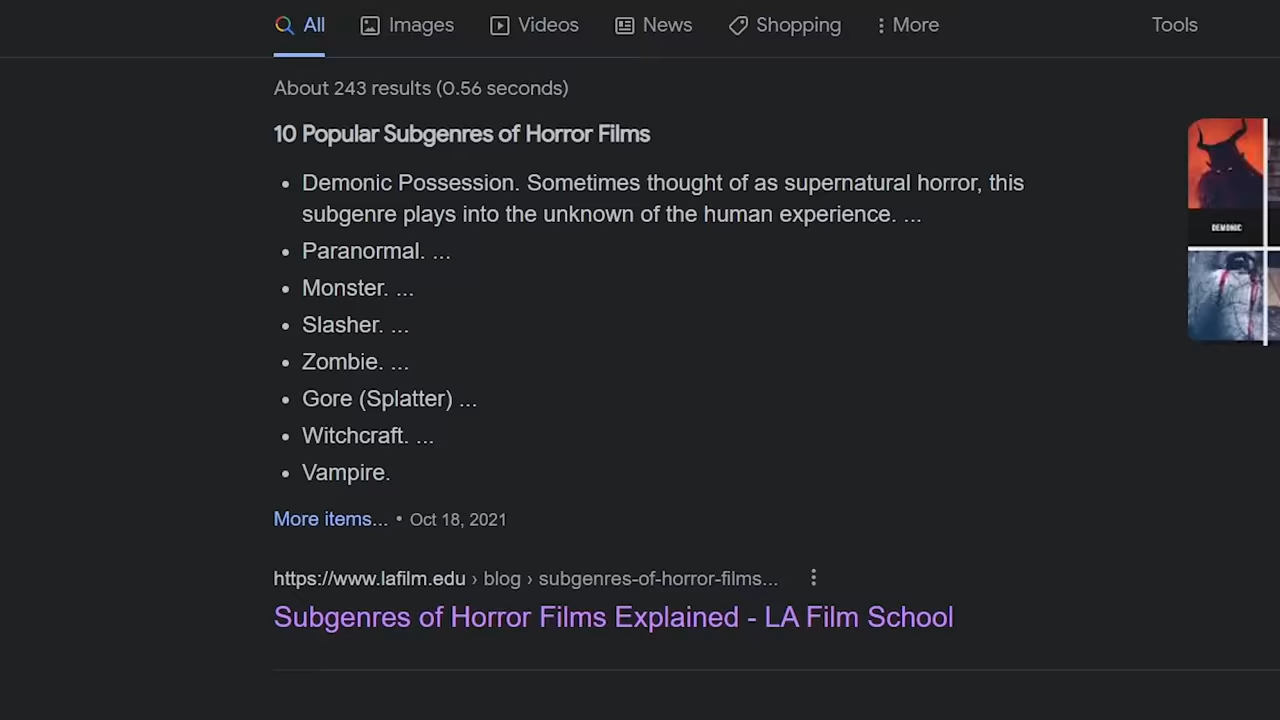 All Images Videos News Shopping More Tools
About 243 results (0.56 seconds)
10 Popular Subgenres of Horror Films
Demonic Possession. Sometimes thought of as supernatural horror, this
subgenre plays into the unknown of the human experience. ...
Paranormal. ...
Monster. ...
Slasher. ...
Zombie. ...
Gore (Splatter) ...
Witchcraft. ...
Vampire.
More items... • Oct 18, 2021
https://www.lafilm.edu › blog › subgenres-of-horror-films...
Subgenres of Horror Films Explained - LA Film School
DEMONIC